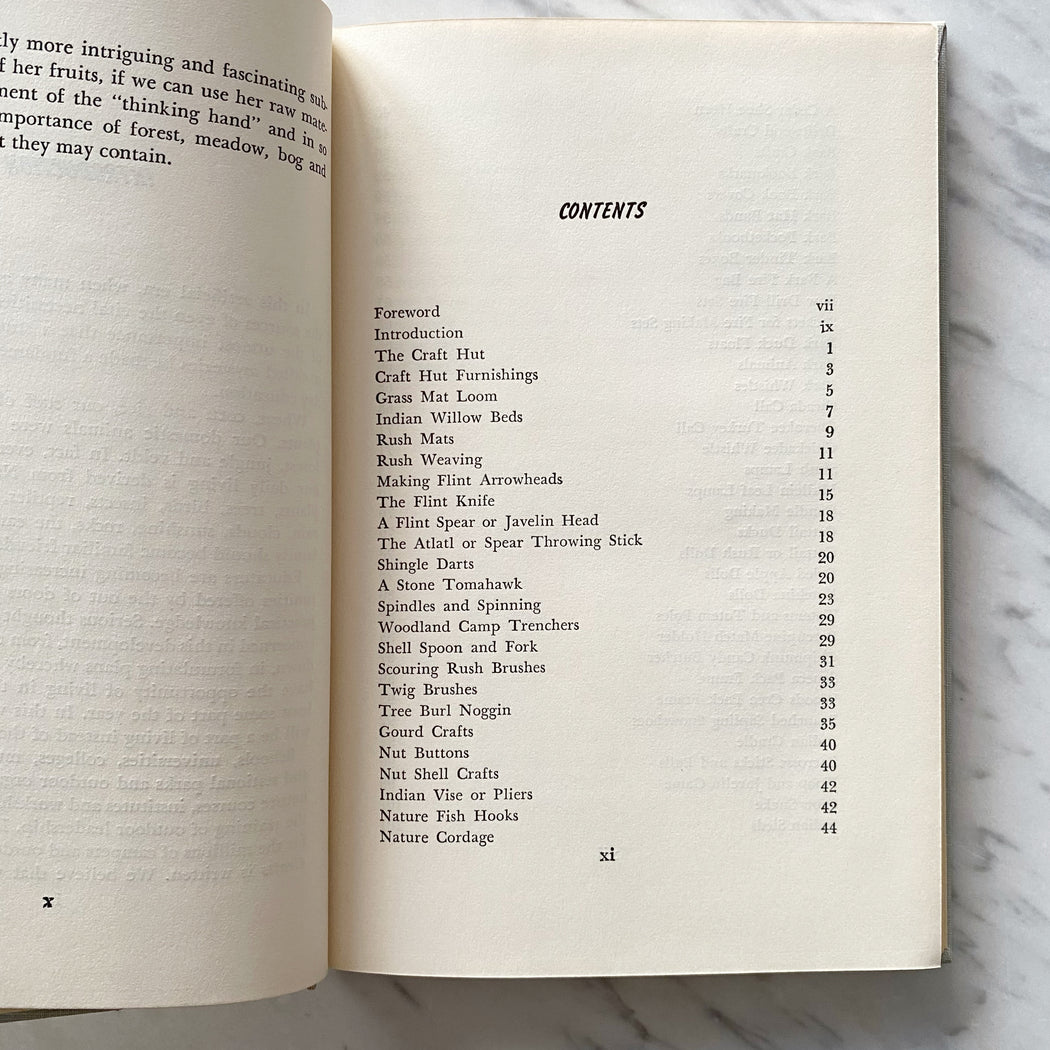 tly more intriguing and fascinating sub-
f her fruits, if we can use her raw mate-
ment of the “thinking hand” and in so
mportance of forest, meadow, bog and
t they may contain.
x
CONTENTS
Foreword vii
Introduction ix
The Craft Hut 1
Craft Hut Furnishings 3
Grass Mat Loom 5
Indian Willow Beds 7
Rush Mats 9
Rush Weaving 11
Making Flint Arrowheads 11
The Flint Knife 15
A Flint Spear or Javelin Head 18
The Atlatl or Spear Throwing Stick 18
Shingle Darts 20
A Stone Tomahawk 20
Spindles and Spinning 23
Woodland Camp Trenchers 29
Shell Spoon and Fork 29
Scouring Rush Brushes 31
Twig Brushes 33
Tree Burl Noggin 33
Gourd Crafts 35
Nut Buttons 40
Nut Shell Crafts 40
Indian Vise or Pliers 42
Nature Fish Hooks 42
Nature Cordage 44
xi